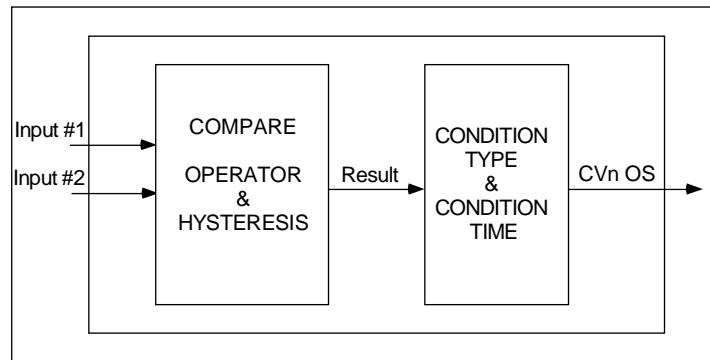 Input #1
Input #2
COMPARE
OPERATOR
&
HYSTERESIS
Result
CONDITION
TYPE
&
CONDITION
TIME
CVn OS